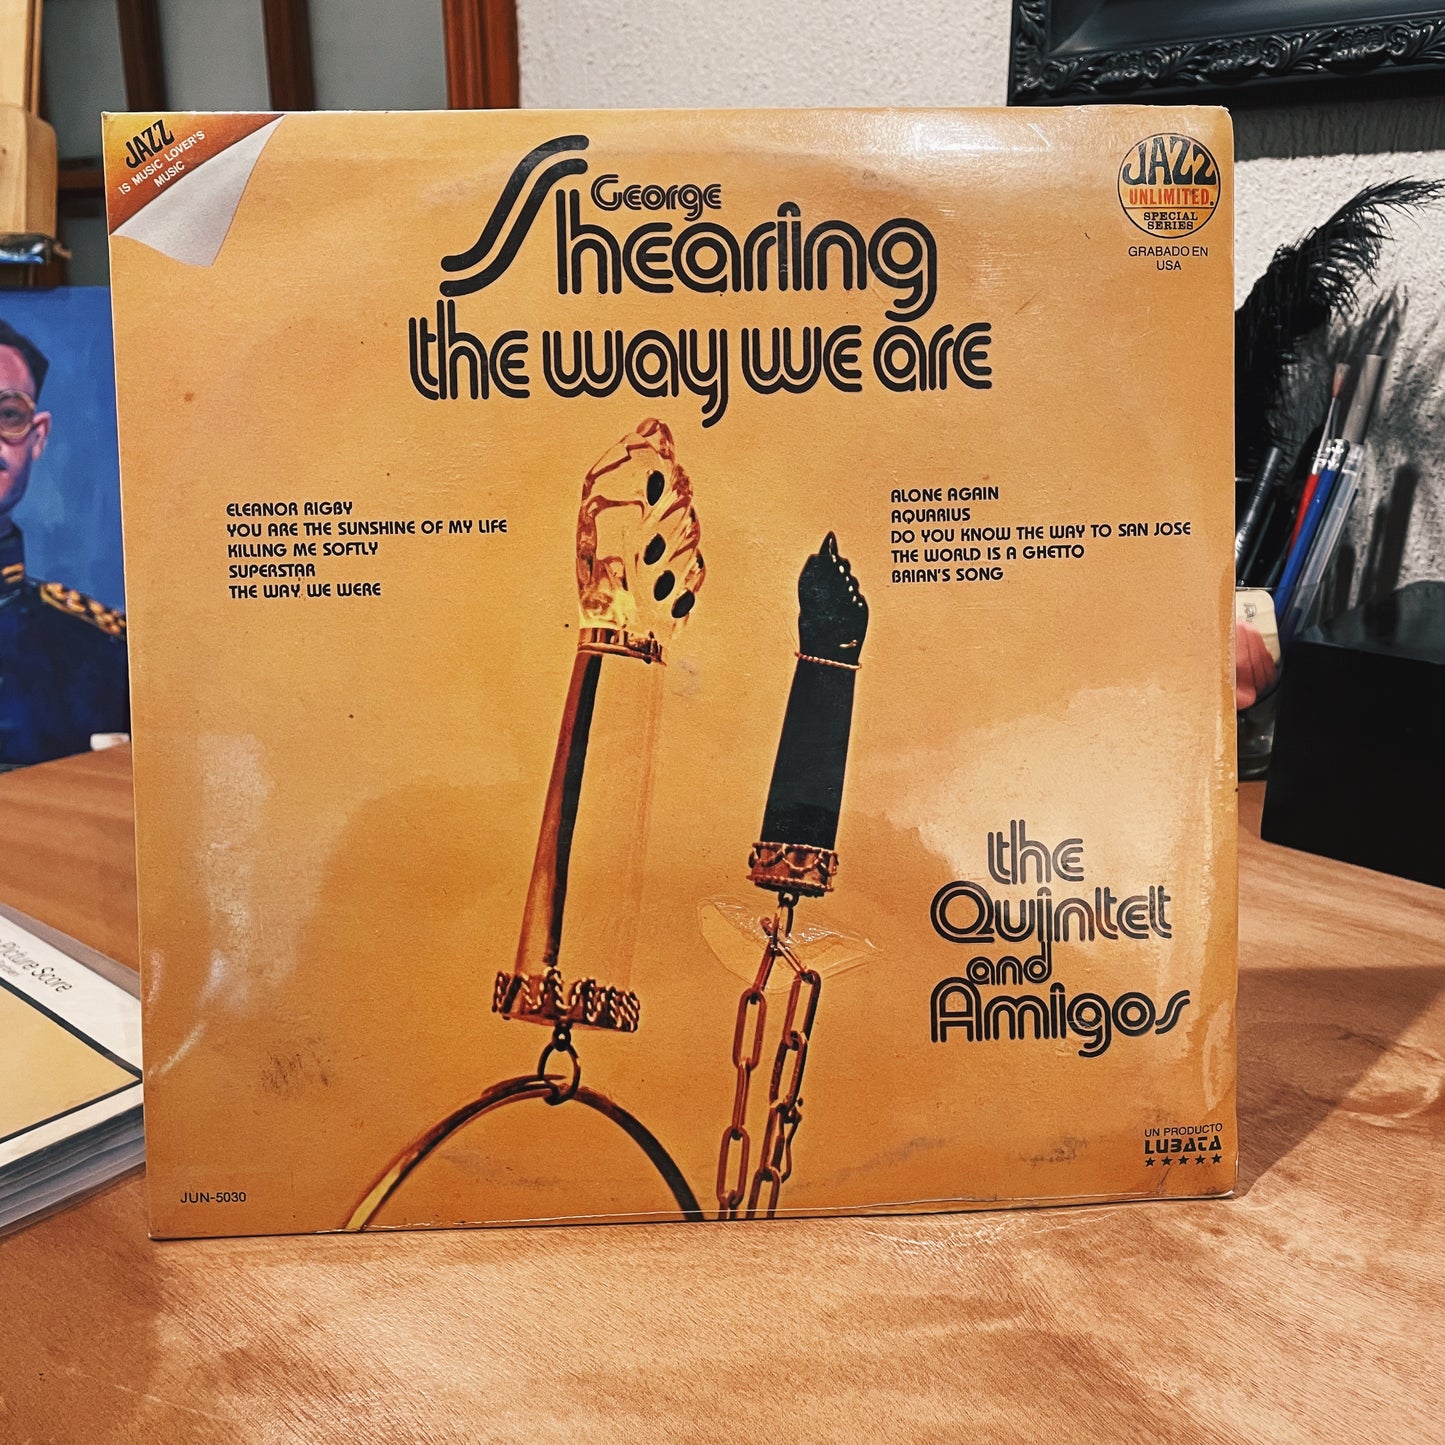 JAZZ
IS MUSIC LOVER'S
MUSIC
George
Shearing
the way we are
JAZZ
UNLIMITED.
SPECIAL
SERIES
GRABADO EN
USA
ELEANOR RIGBY
YOU ARE THE SUNSHINE OF MY LIFE
KILLING ME SOFTLY
SUPERSTAR
THE WAY WE WERE
ALONE AGAIN
AQUARIUS
DO YOU KNOW THE WAY TO SAN JOSE
THE WORLD IS A GHETTO
BRIAN'S SONG
the
Quintet
and
Amigos
UN PRODUCTO
LUBATA
JUN-5030
Picture Score